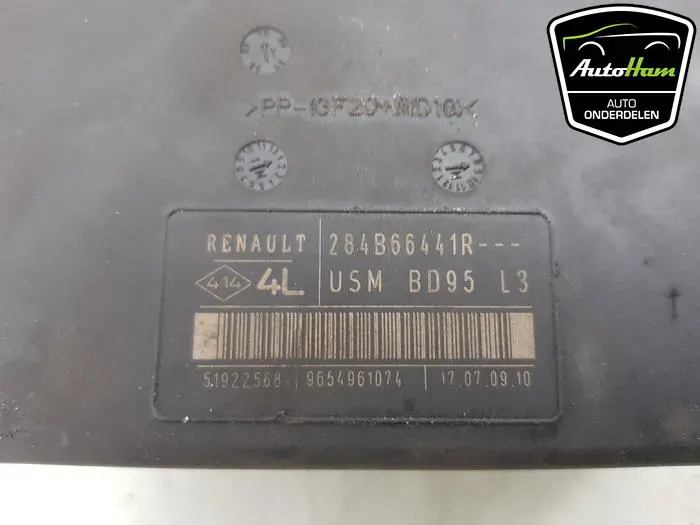 AutoHam
AUTO
ONDERDELEN
>PP-GF20+MD10<
RENAULT 284B66441R---
414 4L USM BD95 L3
51922568 9654961074 17.07.09.10